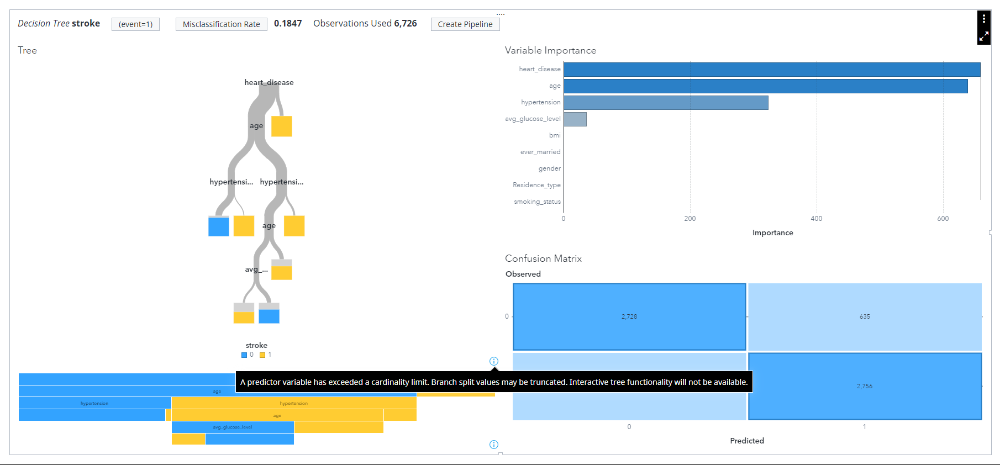 Decision Tree stroke (event=1) Misclassification Rate 0.1847 Observations Used 6,726 Create Pipeline
Tree
heart_disease
age
hypertensi... hypertensi...
age
avg_...
stroke
0 1
age
hypertension hypertension
age
avg_glucose_level
Variable Importance
heart_disease
age
hypertension
avg_glucose_level
bmi
ever_married
gender
Residence_type
smoking_status
0 200 400 600
Importance
Confusion Matrix
Observed
0 2,728 635
A predictor variable has exceeded a cardinality limit. Branch split values may be truncated. Interactive tree functionality will not be available.
2,756
0 1
Predicted